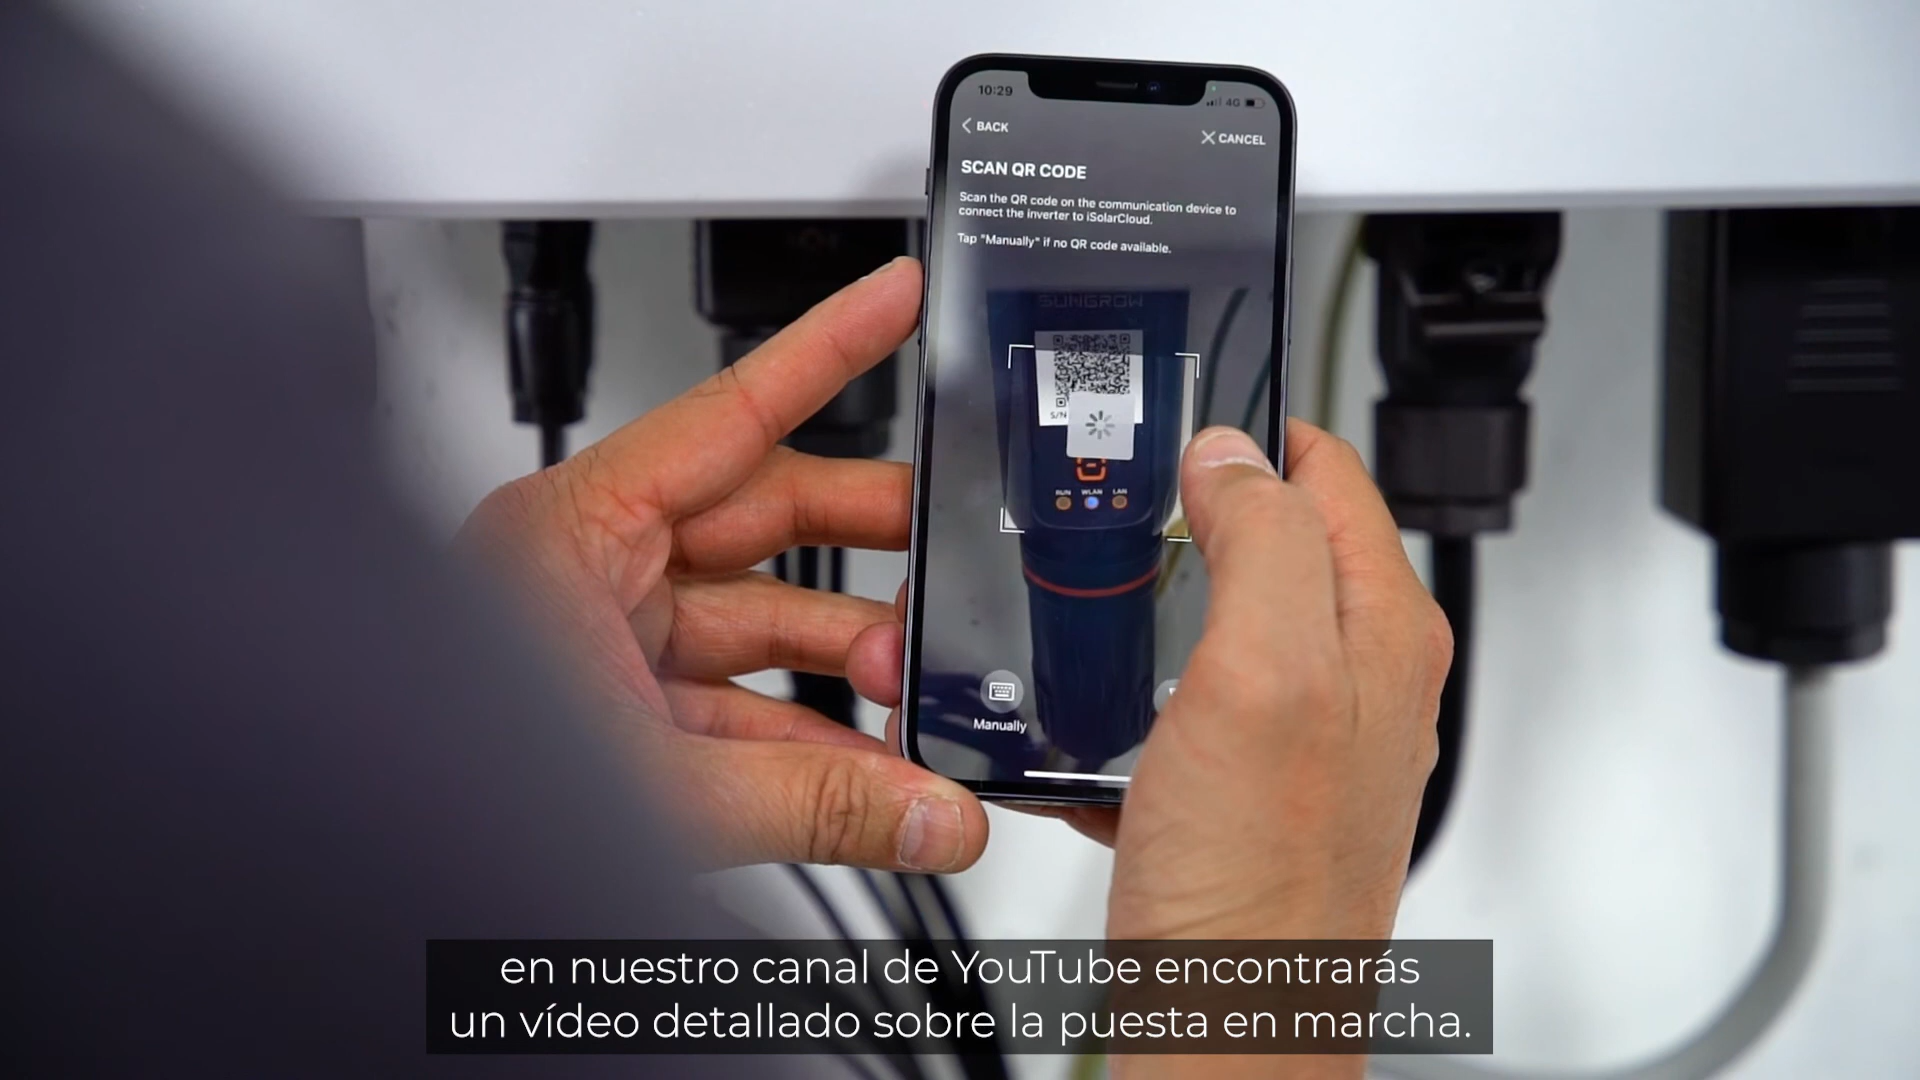 10:29
4G
BACK
CANCEL
SCAN QR CODE
Scan the QR code on the communication device to
connect the inverter to iSolarCloud.
Tap "Manually" if no QR code available.
SUNGROW
S/N
RUN WLAN LAN
Manually
en nuestro canal de YouTube encontrarás
un vídeo detallado sobre la puesta en marcha.